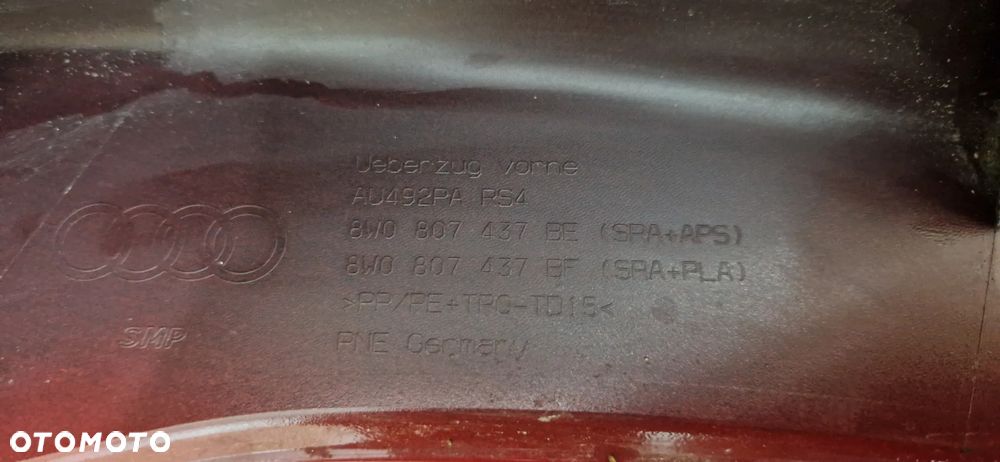 Ueberzug vorne
AU492PA RS4
8W0 807 437 BE (SRA+APS)
8W0 807 437 BF (SRA+PLA)
>PP/PE+TPO-TD15<
SMP
PNE Germany
OTOMOTO